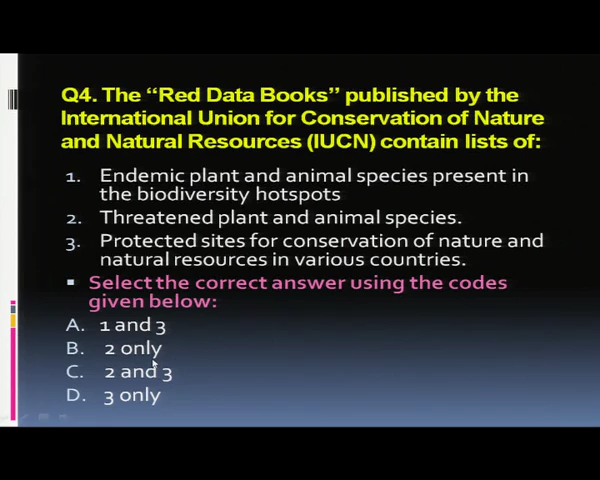 Q4. The “Red Data Books” published by the
International Union for Conservation of Nature
and Natural Resources (IUCN) contain lists of:
1. Endemic plant and animal species present in
the biodiversity hotspots
2. Threatened plant and animal species.
3. Protected sites for conservation of nature and
natural resources in various countries.
▪ Select the correct answer using the codes
given below:
A. 1 and 3
B. 2 only
C. 2 and 3
D. 3 only